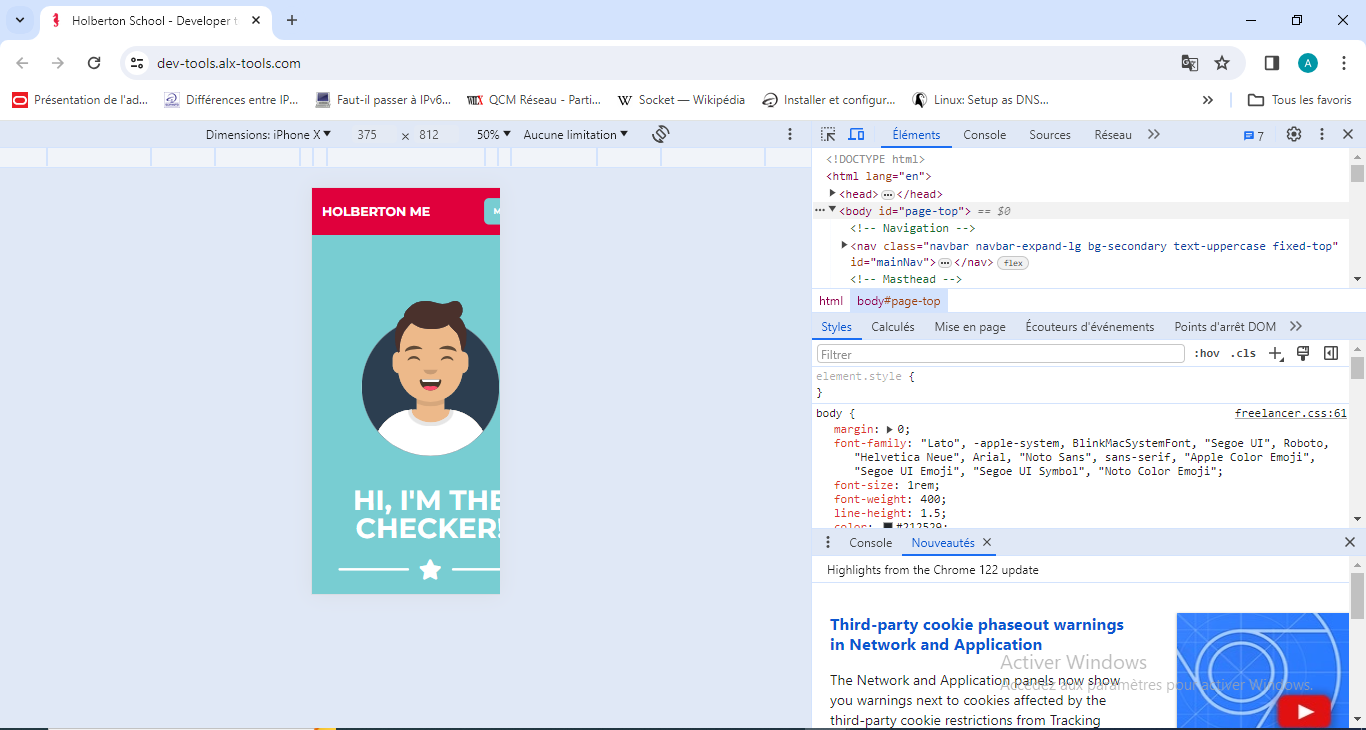 Holberton School - Developer t
dev-tools.alx-tools.com
A
Présentation de l'ad...
Différences entre IP...
Faut-il passer à IPv6...
QCM Réseau - Parti...
W Socket — Wikipédia
Installer et configur...
Linux: Setup as DNS...
Tous les favoris
Dimensions: iPhone X 375 × 812 50% Aucune limitation
Éléments Console Sources Réseau 7
<!DOCTYPE html>
<html lang="en">
<head>…</head>
<body id="page-top"> == $0
<!-- Navigation -->
<nav class="navbar navbar-expand-lg bg-secondary text-uppercase fixed-top"
id="mainNav">…</nav> flex
<!-- Masthead -->
html body#page-top
Styles Calculés Mise en page Écouteurs d'événements Points d'arrêt DOM
Filtrer :hov .cls
element.style {
}
body { freelancer.css:61
margin: 0;
font-family: "Lato", -apple-system, BlinkMacSystemFont, "Segoe UI", Roboto,
"Helvetica Neue", Arial, "Noto Sans", sans-serif, "Apple Color Emoji",
"Segoe UI Emoji", "Segoe UI Symbol", "Noto Color Emoji";
font-size: 1rem;
font-weight: 400;
line-height: 1.5;
color: #212529;
HOLBERTON ME
M
HI, I'M THE
CHECKER!
Console Nouveautés
Highlights from the Chrome 122 update
Third-party cookie phaseout warnings
in Network and Application
The Network and Application panels now show
you warnings next to cookies affected by the
third-party cookie restrictions from Tracking
Activer Windows
Accédez aux paramètres pour activer Windows.